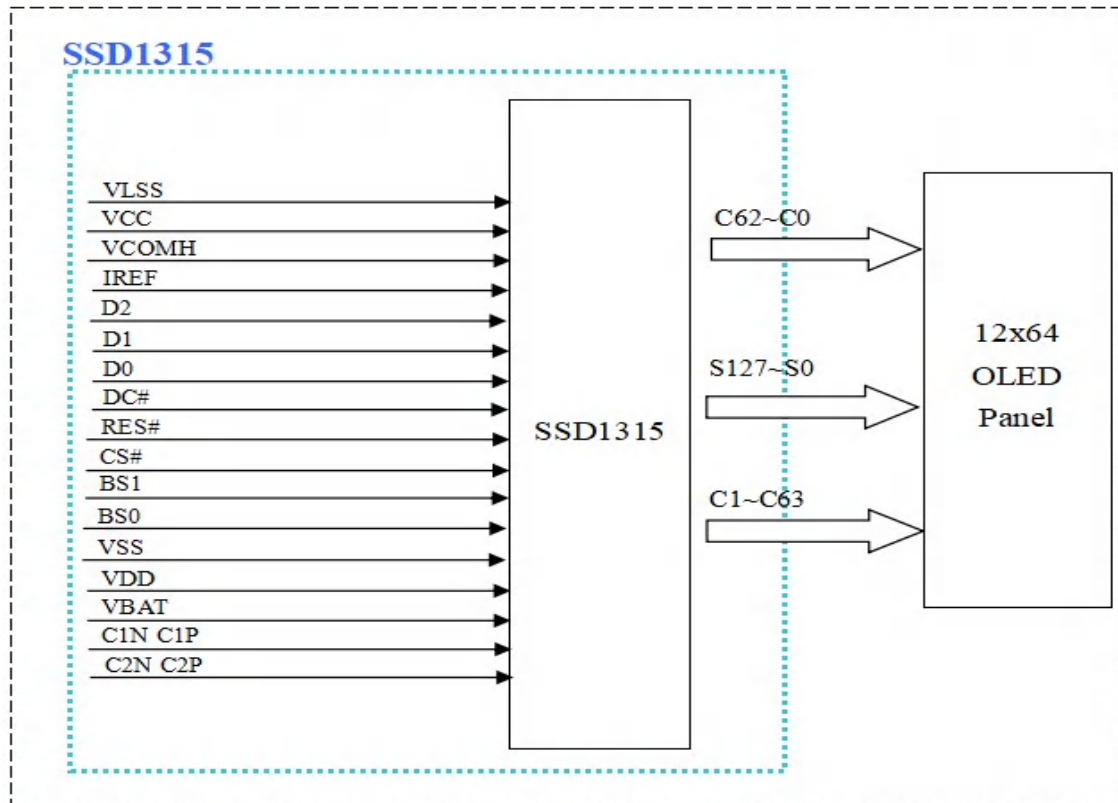 SSD1315
VLSS
VCC
VCOMH
IREF
D2
D1
D0
DC#
RES#
CS#
BS1
BS0
VSS
VDD
VBAT
C1N C1P
C2N C2P
SSD1315
C62~C0
S127~S0
C1~C63
12x64
OLED
Panel